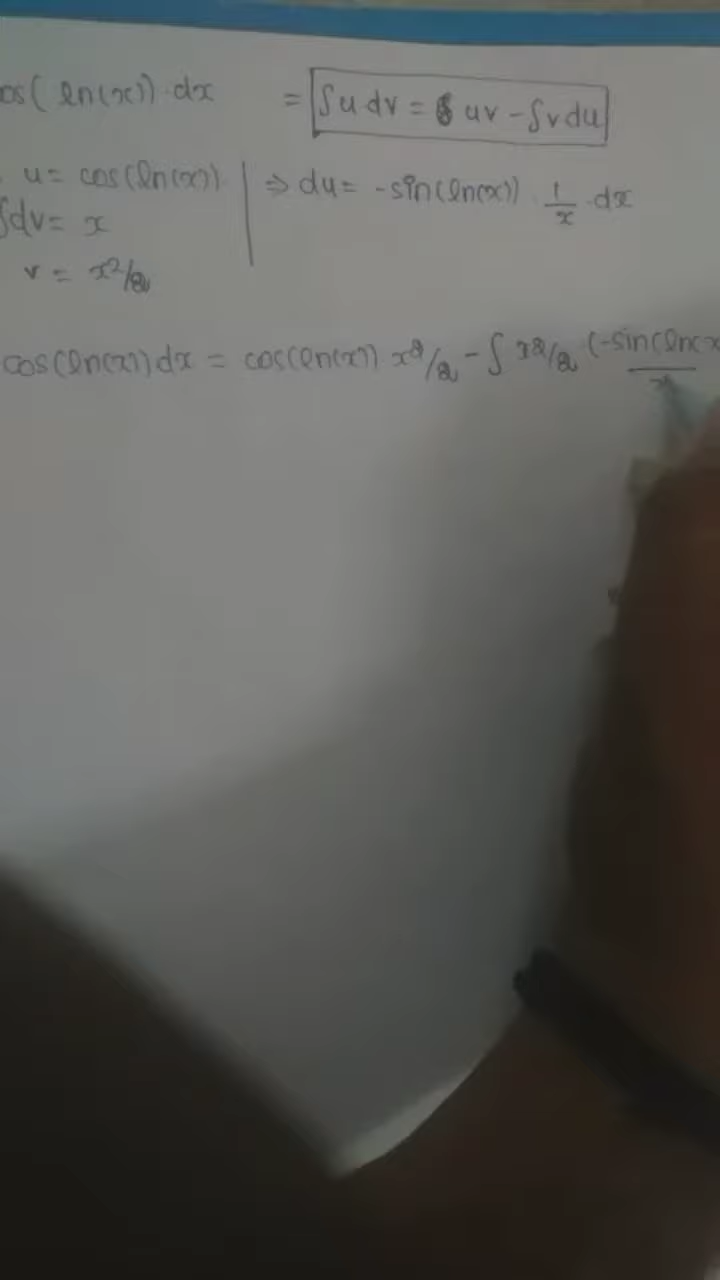 os(ln(x))·dx = ∫u dv = uv - ∫v du
u = cos(ln(x)) ⇒ du = -sin(ln(x)) 1/x · dx
∫dv = x
v = x²/2
cos(ln(x))dx = cos(ln(x)) x²/2 - ∫ x²/2 (-sin(ln(x